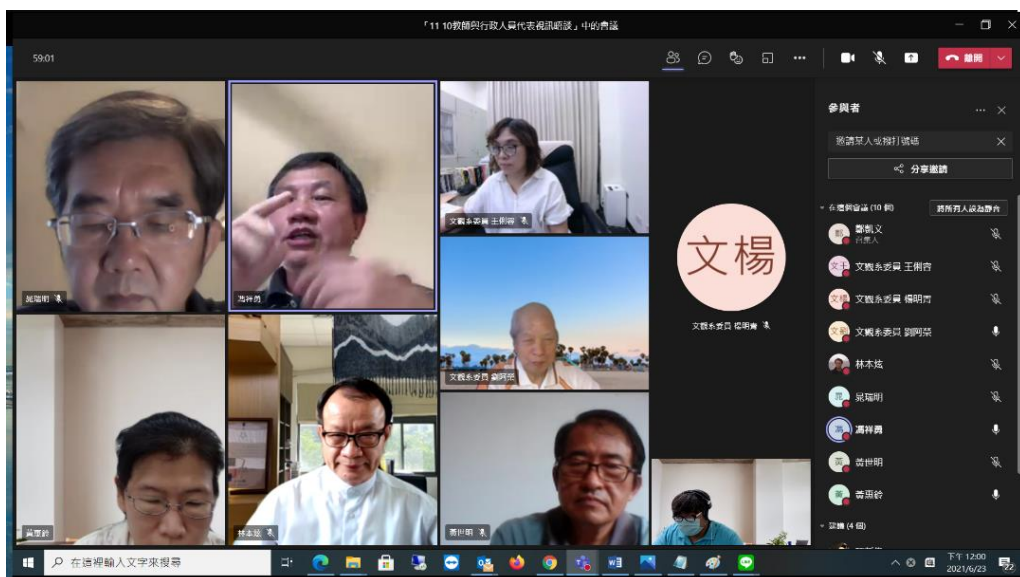 「11 10教師與行政人員代表視訊晤談」中的會議
59:01
離開
參與者
邀請某人或撥打號碼
分享邀請
在這個會議 (10 個)
將所有人設為靜音
鄭凱文
召集人
文觀系委員 王俐容
文觀系委員 楊明青
文觀系委員 劉阿榮
林本炫
晁瑞明
馮祥勇
黃世明
黃惠鈴
晁瑞明
馮祥勇
文觀系委員 王俐容
文觀系委員 劉阿榮
文楊
文觀系委員 楊明青
黃惠鈴
林本炫
黃世明
在這裡輸入文字來搜尋
下午 12:00
2021/6/23
22